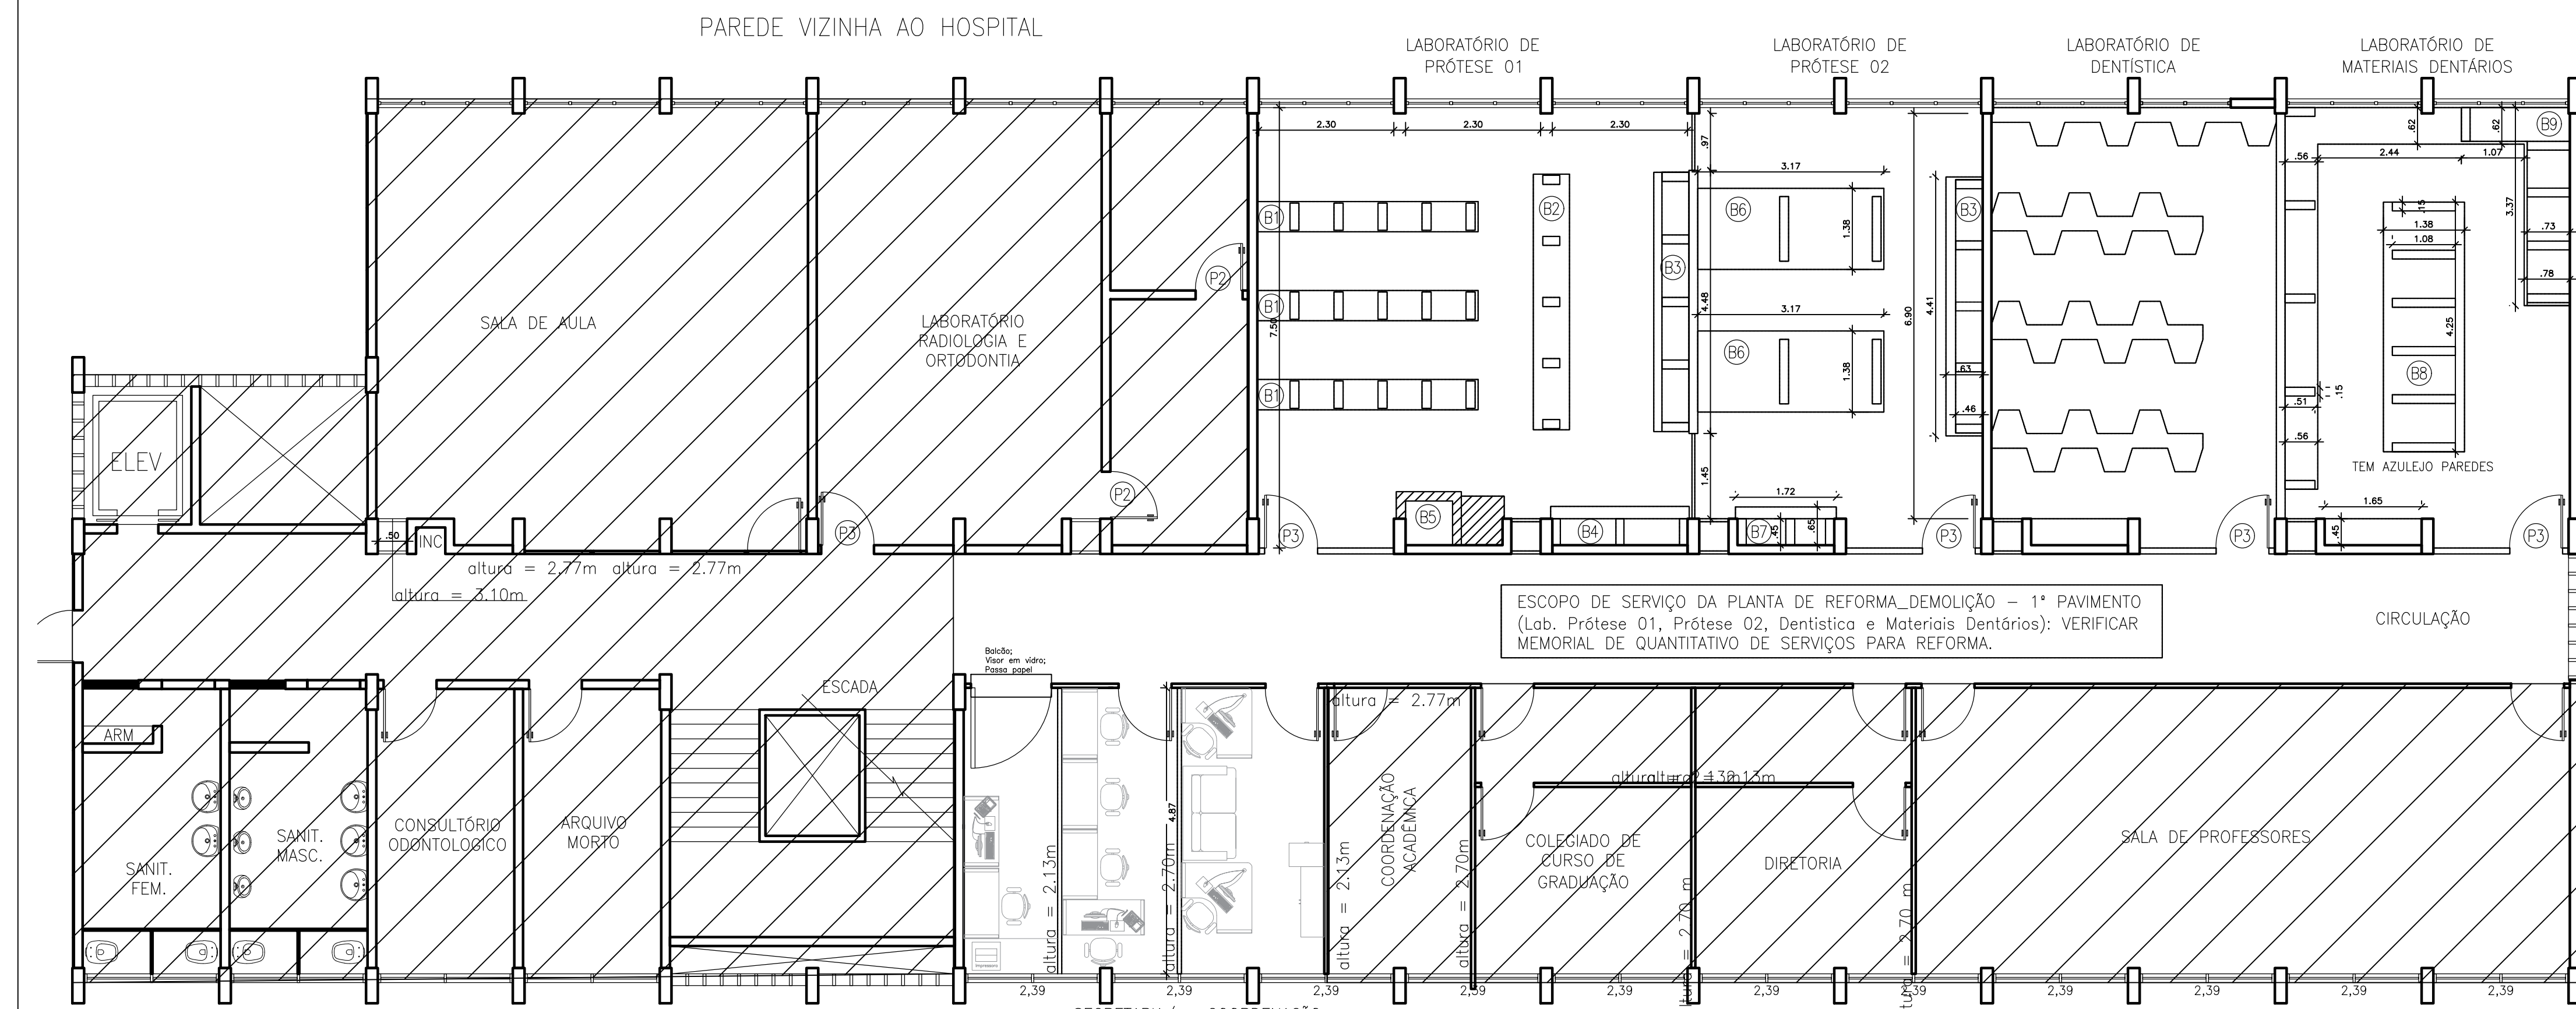 PAREDE VIZINHA AO HOSPITAL
LABORATÓRIO DE
PRÓTESE 01
LABORATÓRIO DE
PRÓTESE 02
LABORATÓRIO DE
DENTÍSTICA
LABORATÓRIO DE
MATERIAIS DENTÁRIOS
2.30
2.30
2.30
.97
3.17
1.38
B6
B1
B2
B3
4.48
7.50
B1
B1
3.17
1.38
B6
6.90
4.41
B3
.63
.46
1.45
1.72
.62
.62
B9
.56
2.44
1.07
.15
1.38
1.08
3.37
.73
.78
4.25
B8
.15
.51
.56
TEM AZULEJO PAREDES
1.65
.45
SALA DE AULA
LABORATÓRIO
RADIOLOGIA E
ORTODONTIA
P2
P2
ELEV
.50
INC
P3
P3
B5
B4
B7
.45
.65
P3
P3
P3
altura = 2.77m
altura = 2.77m
altura = 3.10m
ESCOPO DE SERVIÇO DA PLANTA DE REFORMA_DEMOLIÇÃO - 1° PAVIMENTO
(Lab. Prótese 01, Prótese 02, Dentistica e Materiais Dentários): VERIFICAR
MEMORIAL DE QUANTITATIVO DE SERVIÇOS PARA REFORMA.
CIRCULAÇÃO
Balcão;
Visor em vidro;
Passa papel
ESCADA
altura = 2.77m
ARM
SANIT.
FEM.
SANIT.
MASC.
CONSULTÓRIO
ODONTOLOGICO
ARQUIVO
MORTO
4.87
altura = 2.13m
altura = 2.70m
altura = 2.13m
COORDENAÇÃO
ACADÊMICA
altura = 2.70m
COLEGIADO DE
CURSO DE
GRADUAÇÃO
DIRETORIA
SALA DE PROFESSORES
2,39
2,39
2,39
2,39
2,39
2,39
2,39
2,39
2,39
2,39
2,39